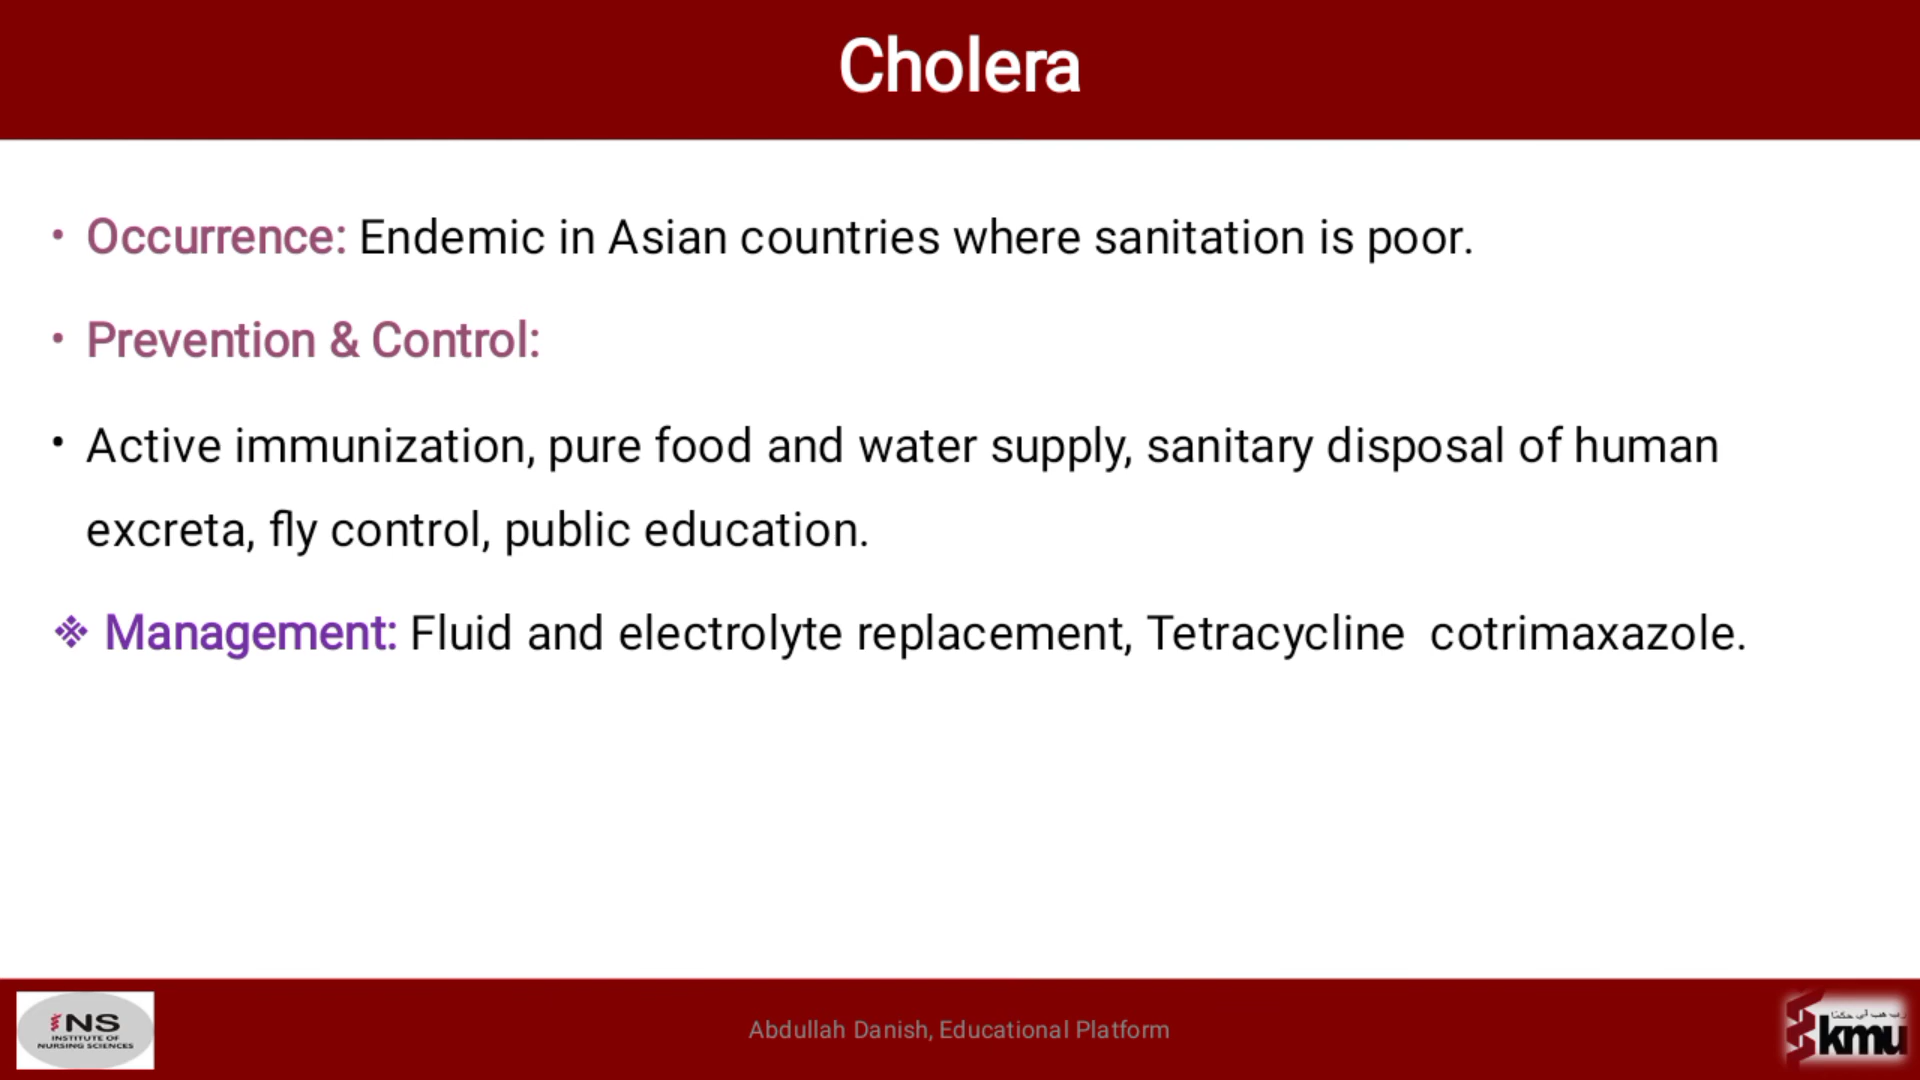 Cholera
• Occurrence: Endemic in Asian countries where sanitation is poor.
• Prevention & Control:
• Active immunization, pure food and water supply, sanitary disposal of human
excreta, fly control, public education.
❖ Management: Fluid and electrolyte replacement, Tetracycline  cotrimaxazole.
iNS
INSTITUTE OF
NURSING SCIENCES
Abdullah Danish, Educational Platform
kmu